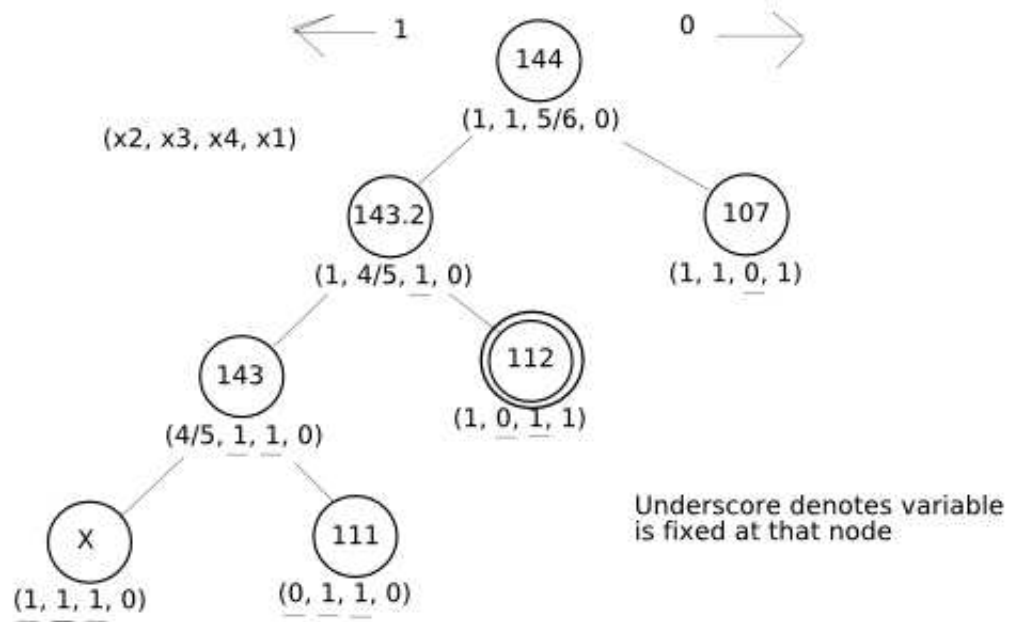 1
0
144
(1, 1, 5/6, 0)
(x2, x3, x4, x1)
143.2
107
(1, 4/5, 1, 0)
(1, 1, 0, 1)
143
112
(4/5, 1, 1, 0)
(1, 0, 1, 1)
X
111
(1, 1, 1, 0)
(0, 1, 1, 0)
Underscore denotes variable
is fixed at that node